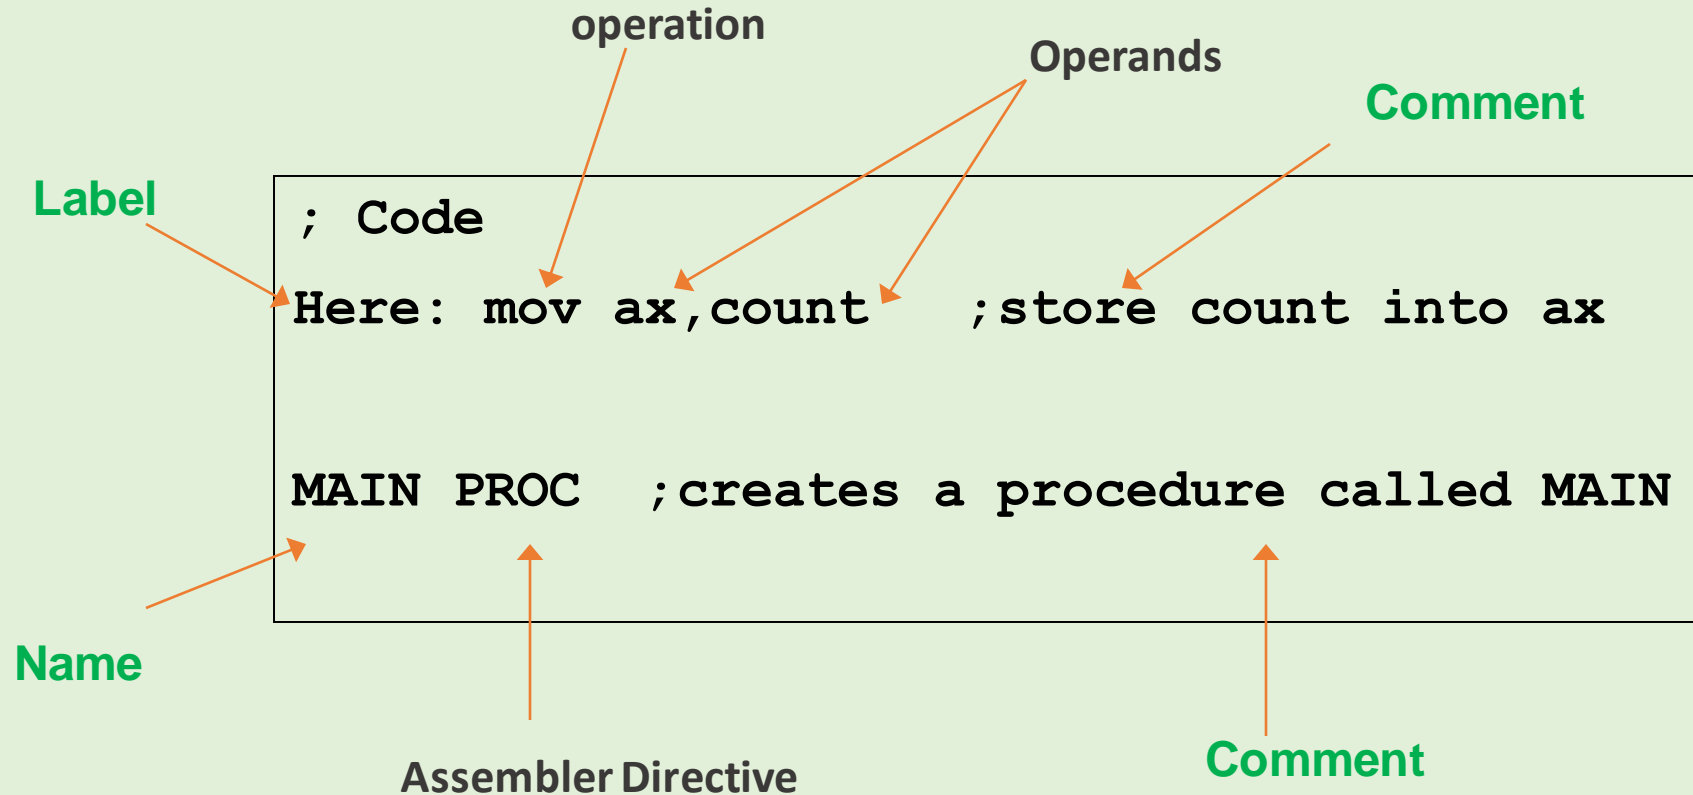 operation
Operands
Comment
Label
; Code
Here: mov ax,count ;store count into ax
MAIN PROC ;creates a procedure called MAIN
Name
Assembler Directive
Comment